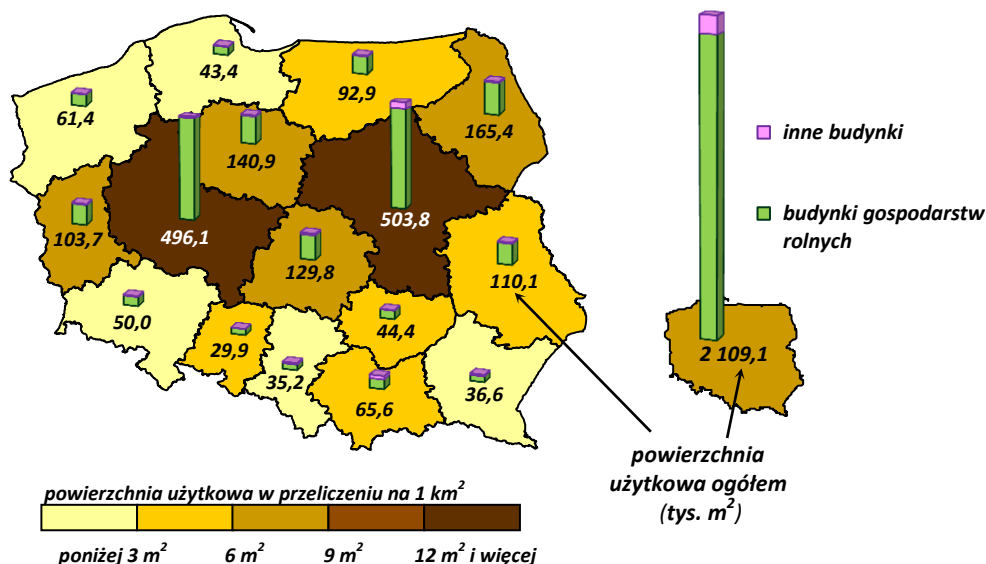 43,4
92,9
61,4
165,4
140,9
503,8
103,7
496,1
129,8
110,1
50,0
44,4
29,9
35,2
65,6
36,6
inne budynki
budynki gospodarstw
rolnych
2 109,1
powierzchnia
użytkowa ogółem
(tys. m²)
powierzchnia użytkowa w przeliczeniu na 1 km²
poniżej 3 m² 6 m² 9 m² 12 m² i więcej